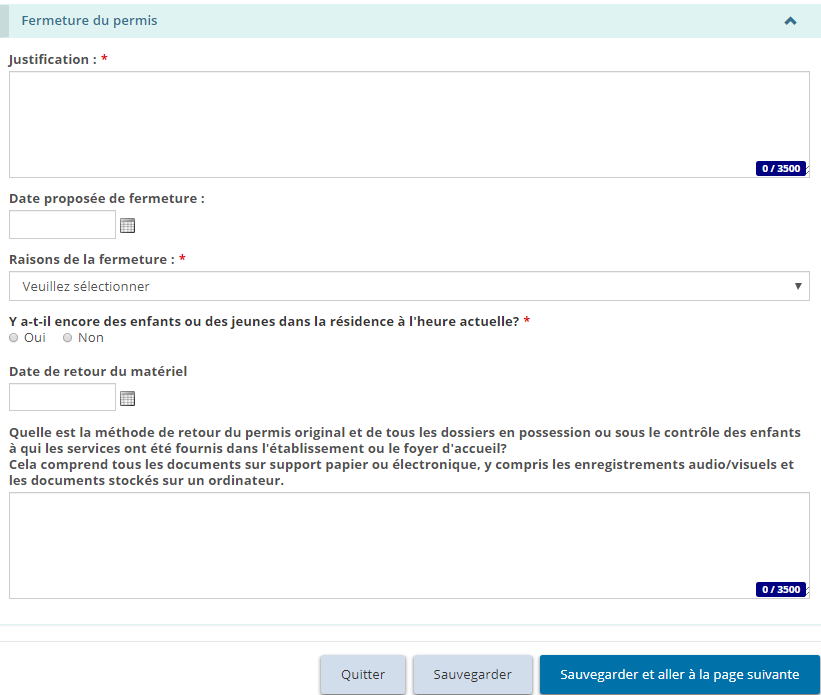 Fermeture du permis
Justification : *
0 / 3500
Date proposée de fermeture :
Raisons de la fermeture : *
Veuillez sélectionner
Y a-t-il encore des enfants ou des jeunes dans la résidence à l'heure actuelle? *
Oui Non
Date de retour du matériel
Quelle est la méthode de retour du permis original et de tous les dossiers en possession ou sous le contrôle des enfants
à qui les services ont été fournis dans l'établissement ou le foyer d'accueil?
Cela comprend tous les documents sur support papier ou électronique, y compris les enregistrements audio/visuels et
les documents stockés sur un ordinateur.
0 / 3500
Quitter Sauvegarder Sauvegarder et aller à la page suivante